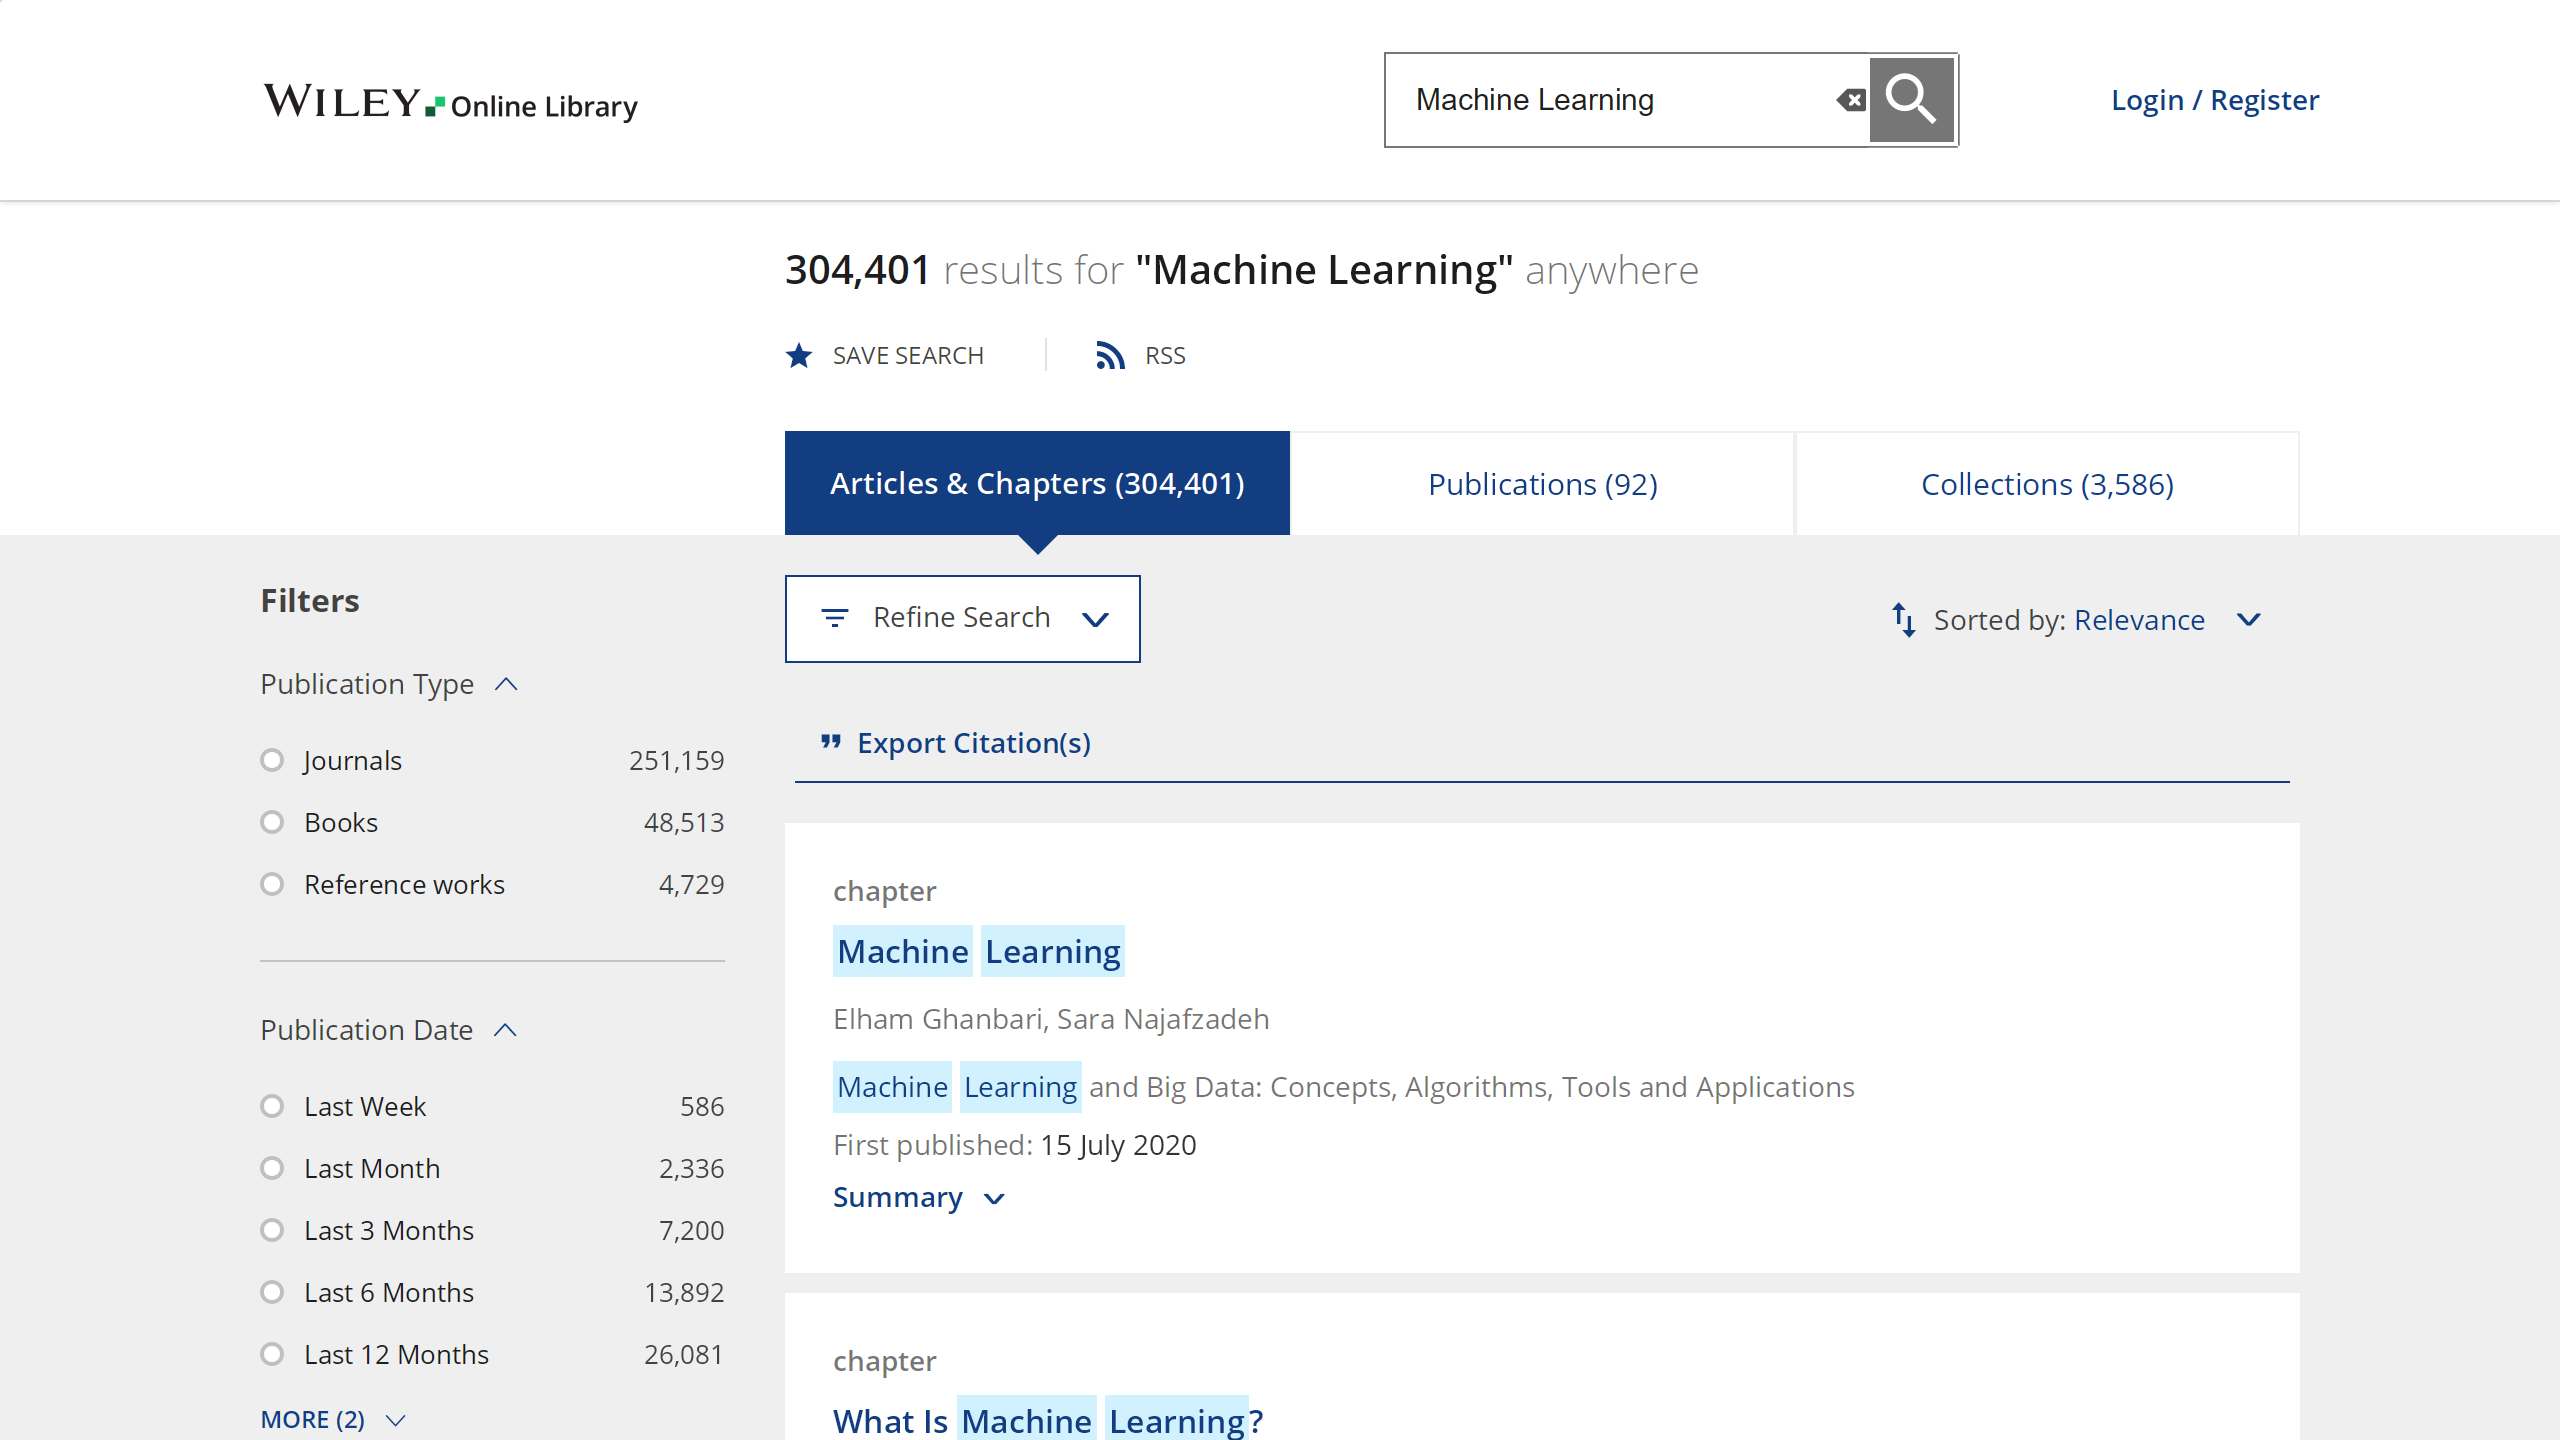 WILEY Online Library
Machine Learning
Login / Register
304,401 results for "Machine Learning" anywhere
SAVE SEARCH
RSS
Articles & Chapters (304,401)
Publications (92)
Collections (3,586)
Filters
Refine Search
Sorted by: Relevance
Publication Type
Journals 251,159
Books 48,513
Reference works 4,729
Publication Date
Last Week 586
Last Month 2,336
Last 3 Months 7,200
Last 6 Months 13,892
Last 12 Months 26,081
MORE (2)
Export Citation(s)
chapter
Machine Learning
Elham Ghanbari, Sara Najafzadeh
Machine Learning and Big Data: Concepts, Algorithms, Tools and Applications
First published: 15 July 2020
Summary
chapter
What Is Machine Learning?